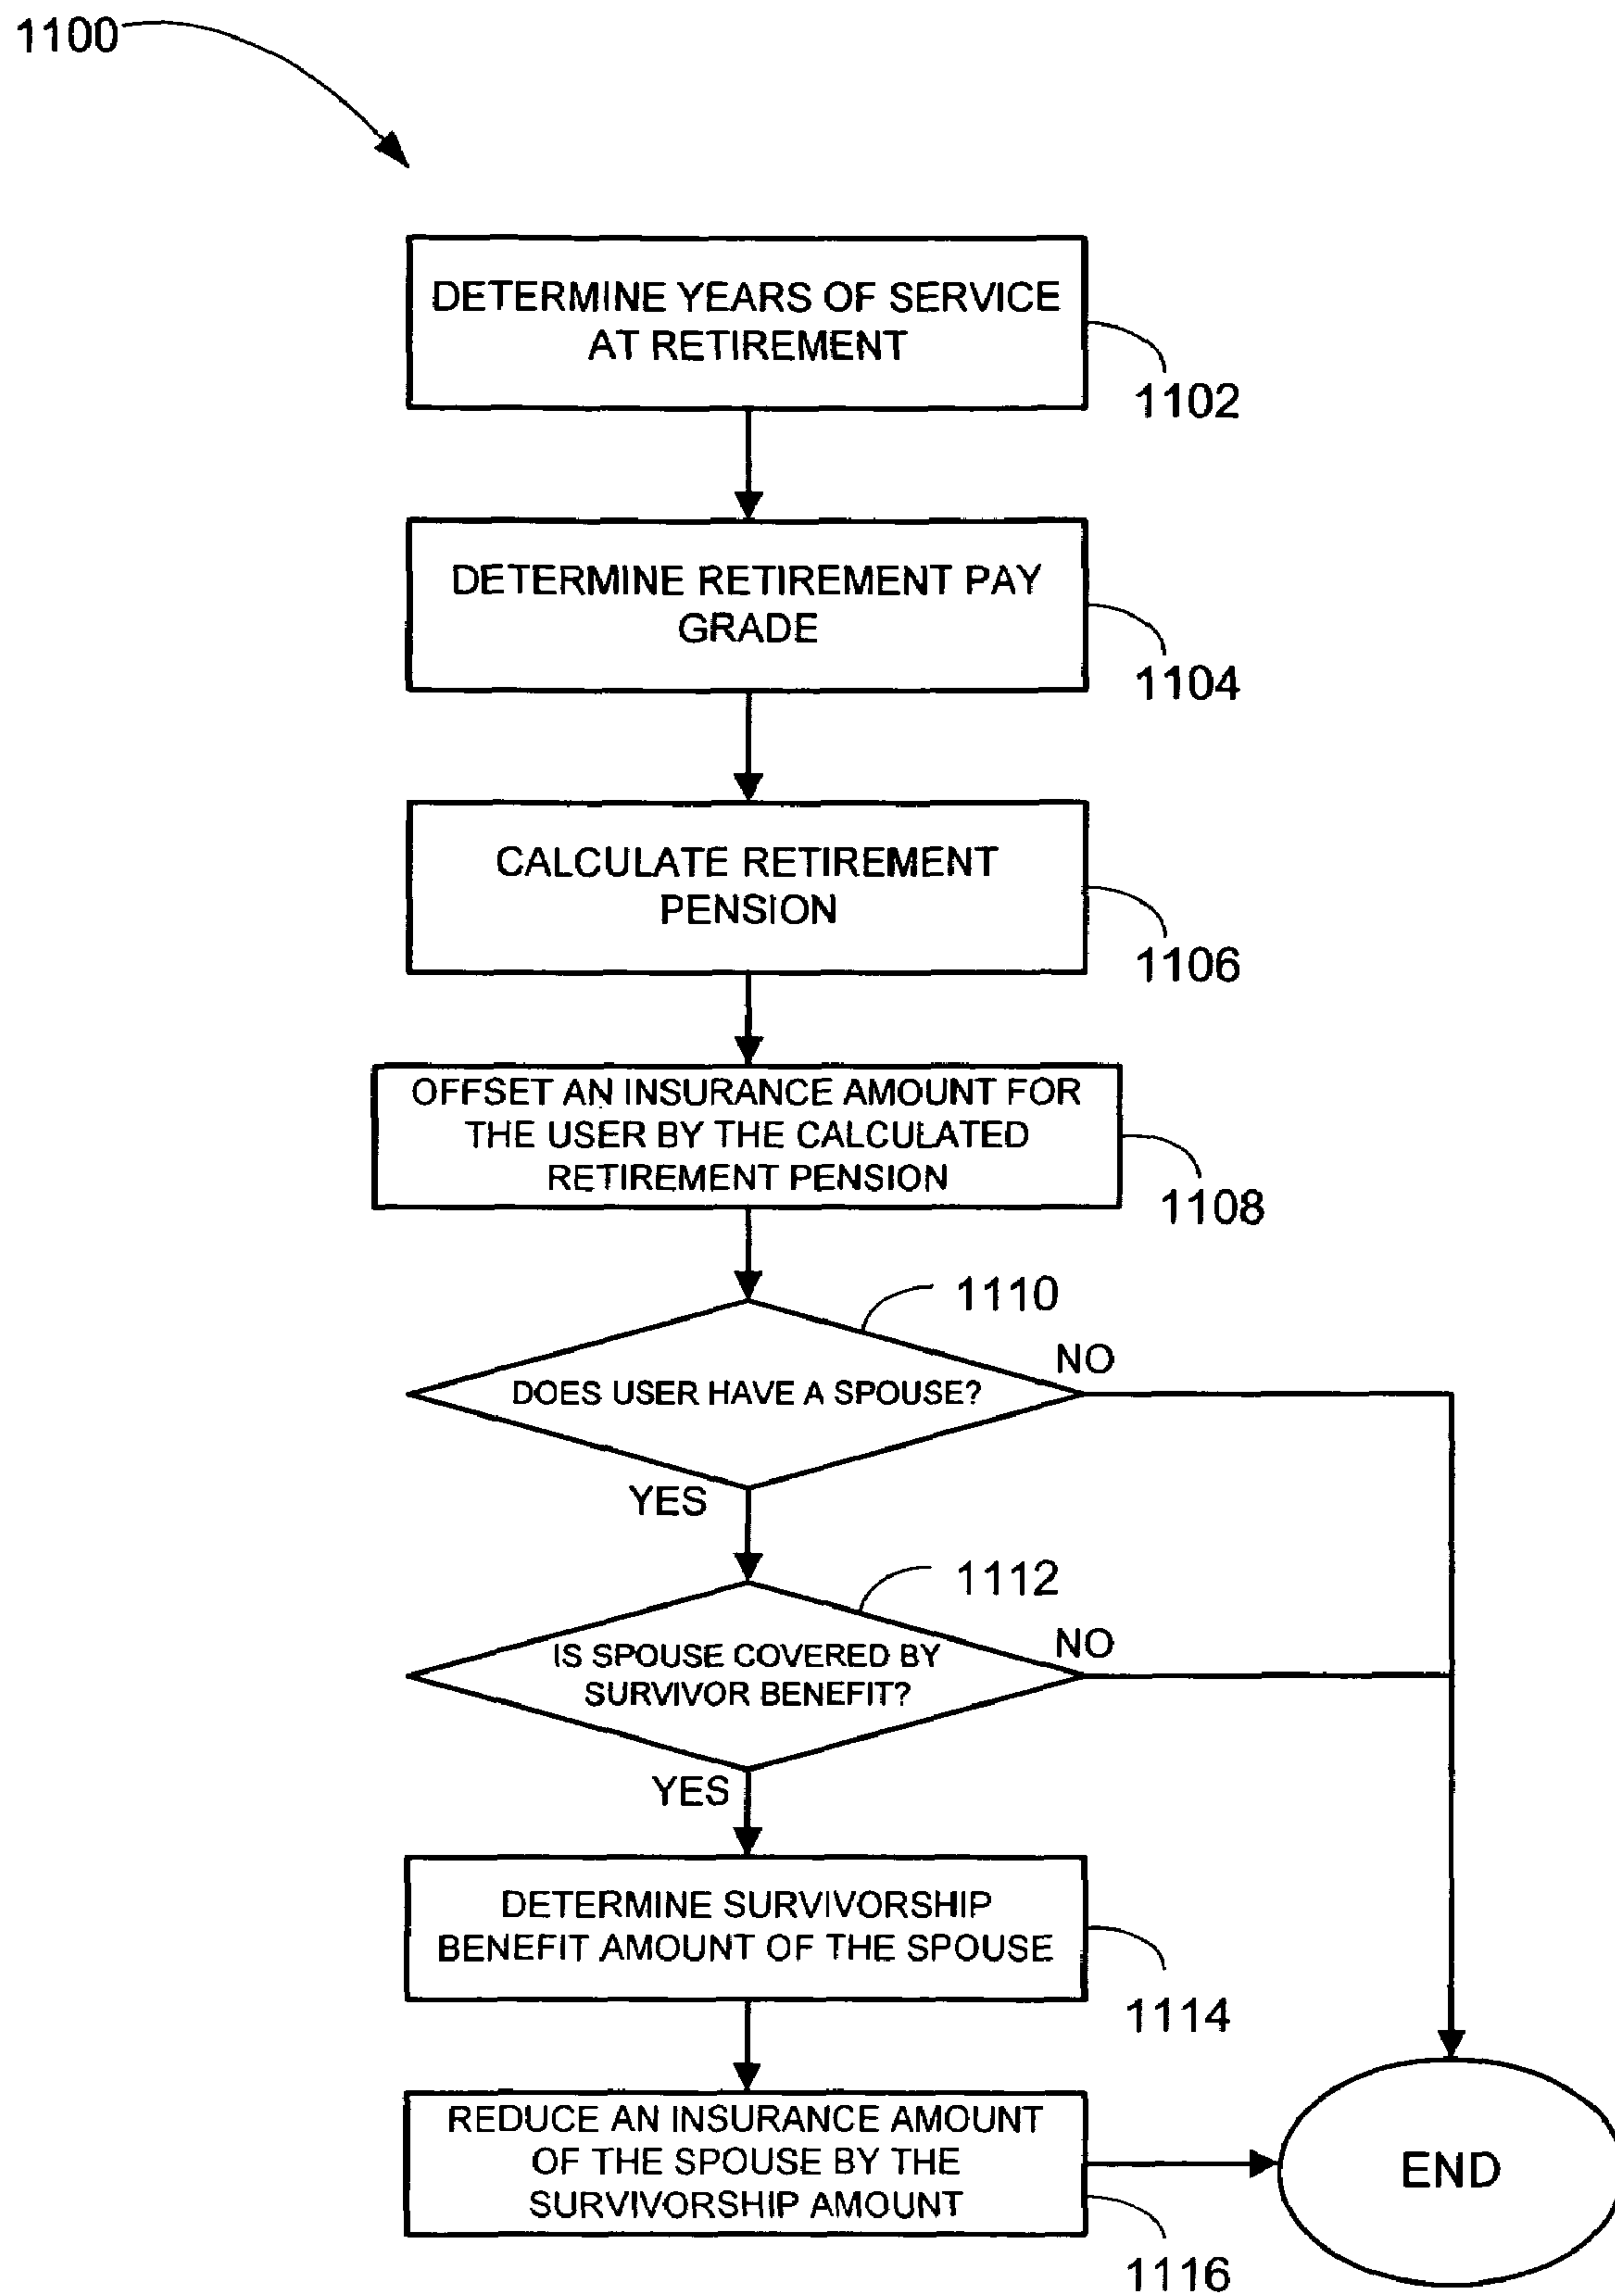 1100
DETERMINE YEARS OF SERVICE
AT RETIREMENT
1102
DETERMINE RETIREMENT PAY
GRADE
1104
CALCULATE RETIREMENT
PENSION
1106
OFFSET AN INSURANCE AMOUNT FOR
THE USER BY THE CALCULATED
RETIREMENT PENSION
1108
1110
DOES USER HAVE A SPOUSE?
NO
YES
1112
IS SPOUSE COVERED BY
SURVIVOR BENEFIT?
NO
YES
DETERMINE SURVIVORSHIP
BENEFIT AMOUNT OF THE SPOUSE
1114
REDUCE AN INSURANCE AMOUNT
OF THE SPOUSE BY THE
SURVIVORSHIP AMOUNT
1116
END